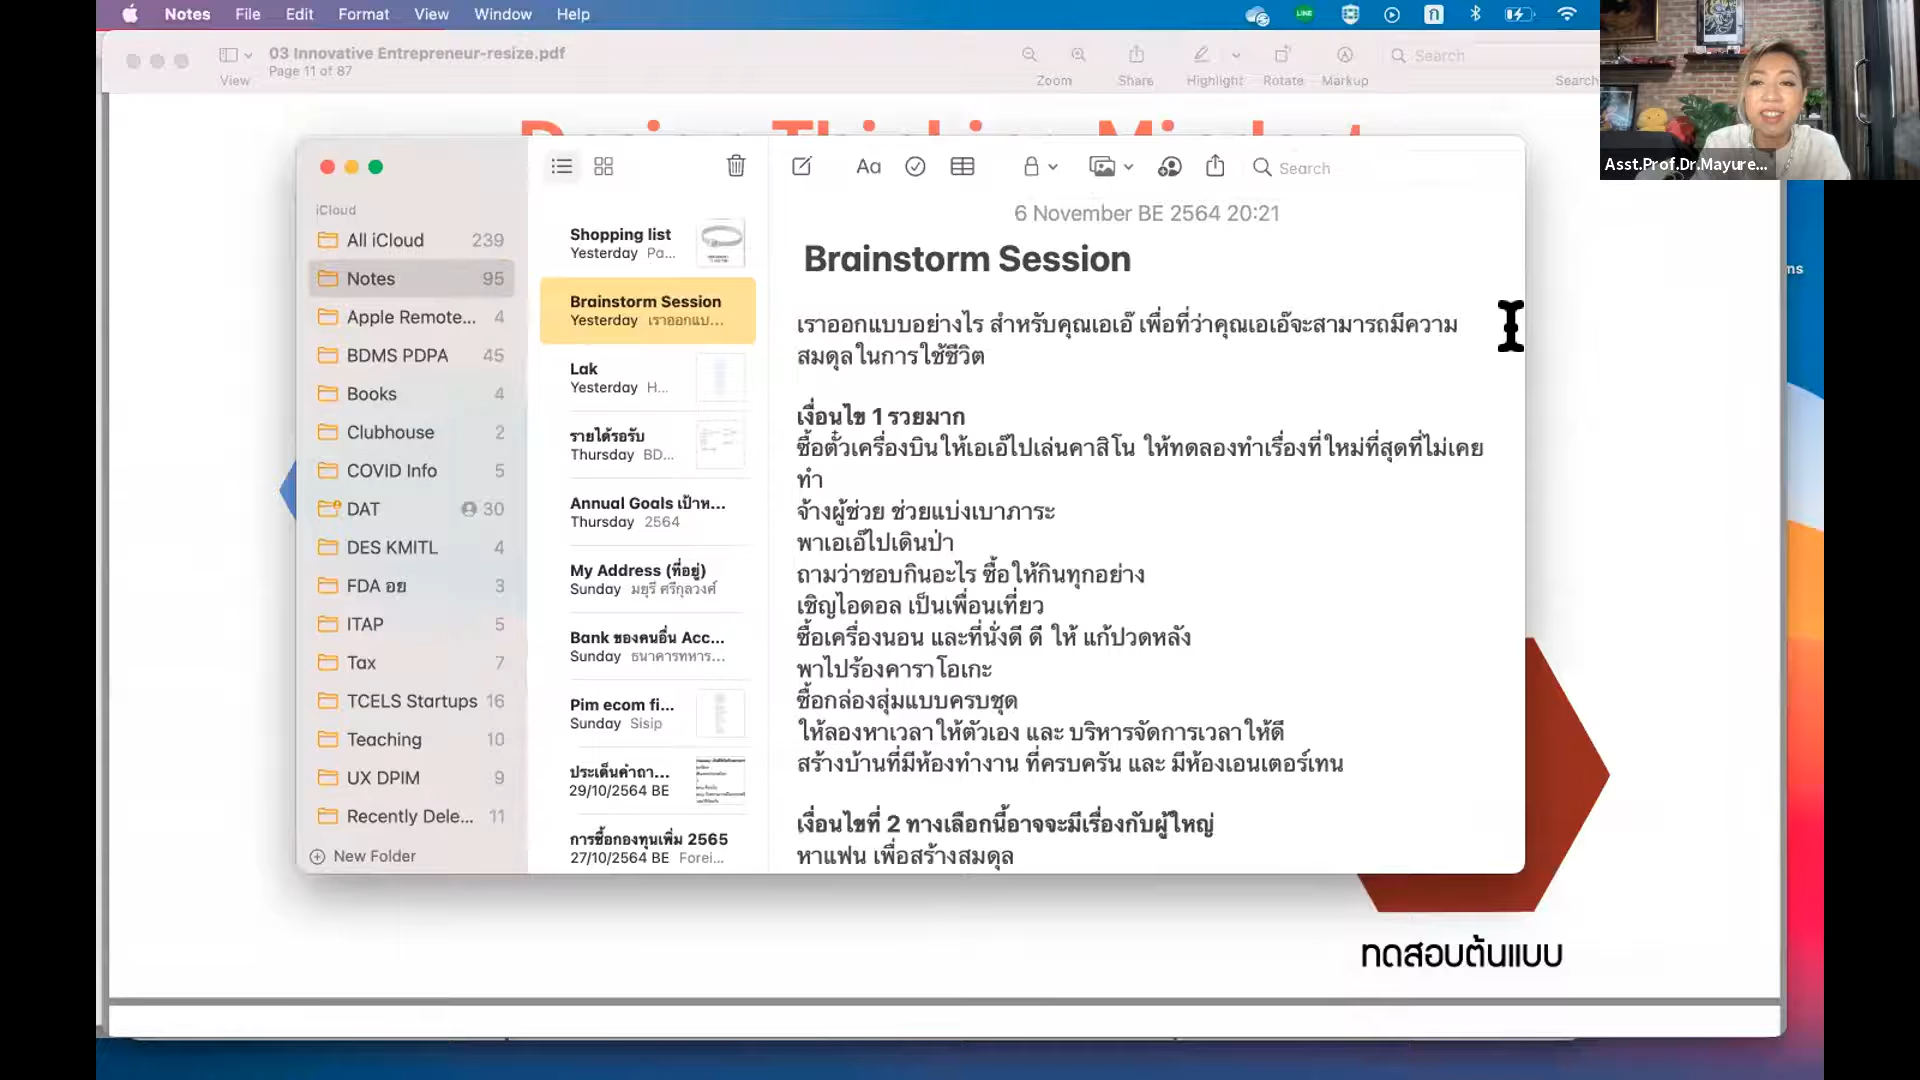 Notes File Edit Format View Window Help
LINE
03 Innovative Entrepreneur-resize.pdf
Page 11 of 87
View
Zoom
Share
Highlight
Rotate
Markup
Search
Search
Asst.Prof.Dr.Mayure...
Design Thinking Mindset
iCloud
All iCloud 239
Notes 95
Apple Remote... 4
BDMS PDPA 45
Books 4
Clubhouse 2
COVID Info 5
DAT 30
DES KMITL 4
FDA อย 3
ITAP 5
Tax 7
TCELS Startups 16
Teaching 10
UX DPIM 9
Recently Dele... 11
New Folder
Shopping list
Yesterday Pa...
Brainstorm Session
Yesterday เราออกแบ...
Lak
Yesterday H...
รายได้รอรับ
Thursday BD...
Annual Goals เป้าห...
Thursday 2564
My Address (ที่อยู่)
Sunday มยุรี ศรีกุลวงศ์
Bank ของคนอื่น Acc...
Sunday ธนาคารทหาร...
Pim ecom fi...
Sunday Sisip
ประเด็นคำถา...
29/10/2564 BE
การซื้อกองทุนเพิ่ม 2565
27/10/2564 BE Forei...
Aa
Search
6 November BE 2564 20:21
Brainstorm Session
เราออกแบบอย่างไร สำหรับคุณเอเอ๊ เพื่อที่ว่าคุณเอเอ๊จะสามารถมีความ
สมดุลในการใช้ชีวิต
เงื่อนไข 1 รวยมาก
ซื้อตั๋วเครื่องบินให้เอเอ๊ไปเล่นคาสิโน ให้ทดลองทำเรื่องที่ใหม่ที่สุดที่ไม่เคย
ทำ
จ้างผู้ช่วย ช่วยแบ่งเบาภาระ
พาเอเอ๊ไปเดินป่า
ถามว่าชอบกินอะไร ซื้อให้กินทุกอย่าง
เชิญไอดอล เป็นเพื่อนเที่ยว
ซื้อเครื่องนอน และที่นั่งดี ดี ให้ แก้ปวดหลัง
พาไปร้องคาราโอเกะ
ซื้อกล่องสุ่มแบบครบชุด
ให้ลองหาเวลาให้ตัวเอง และ บริหารจัดการเวลาให้ดี
สร้างบ้านที่มีห้องทำงาน ที่ครบครัน และ มีห้องเอนเตอร์เทน
เงื่อนไขที่ 2 ทางเลือกนี้อาจจะมีเรื่องกับผู้ใหญ่
หาแฟน เพื่อสร้างสมดุล
ทดสอบต้นแบบ